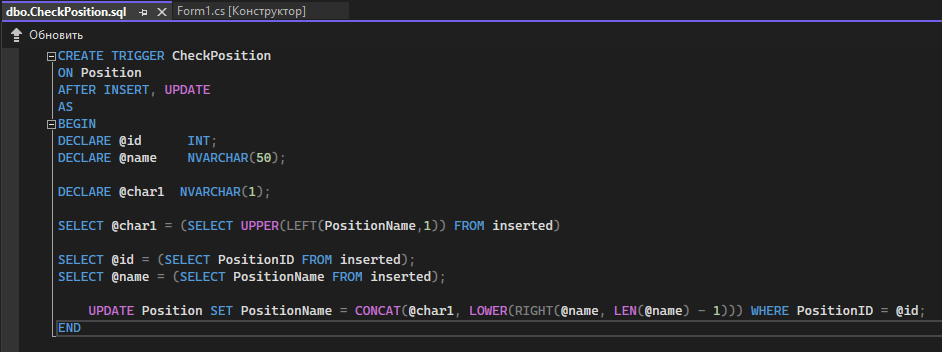 dbo.CheckPosition.sql Form1.cs [Конструктор]
Обновить
CREATE TRIGGER CheckPosition
ON Position
AFTER INSERT, UPDATE
AS
BEGIN
DECLARE @id INT;
DECLARE @name NVARCHAR(50);
DECLARE @char1 NVARCHAR(1);
SELECT @char1 = (SELECT UPPER(LEFT(PositionName,1)) FROM inserted)
SELECT @id = (SELECT PositionID FROM inserted);
SELECT @name = (SELECT PositionName FROM inserted);
UPDATE Position SET PositionName = CONCAT(@char1, LOWER(RIGHT(@name, LEN(@name) - 1))) WHERE PositionID = @id;
END